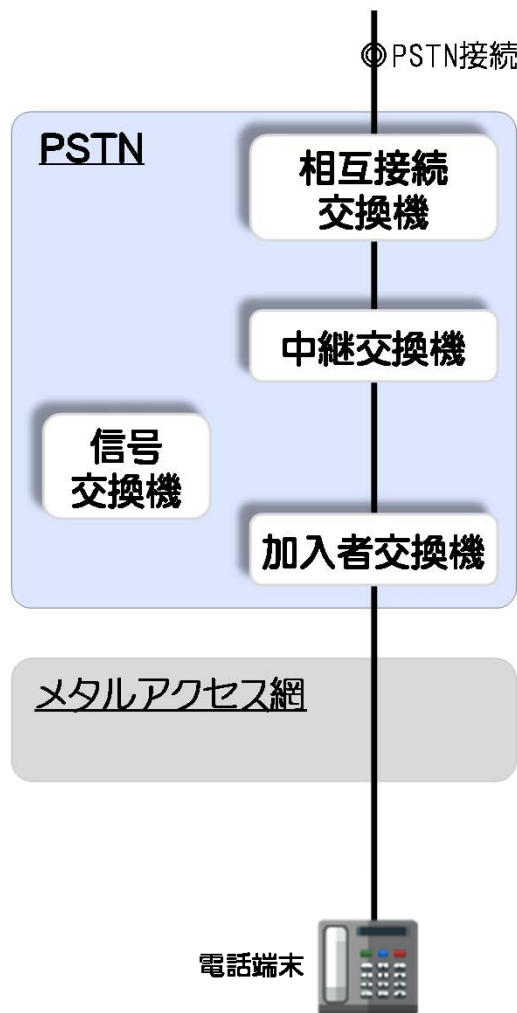 ◎PSTN接続
PSTN
相互接続
交換機
中継交換機
信号
交換機
加入者交換機
メタルアクセス網
電話端末